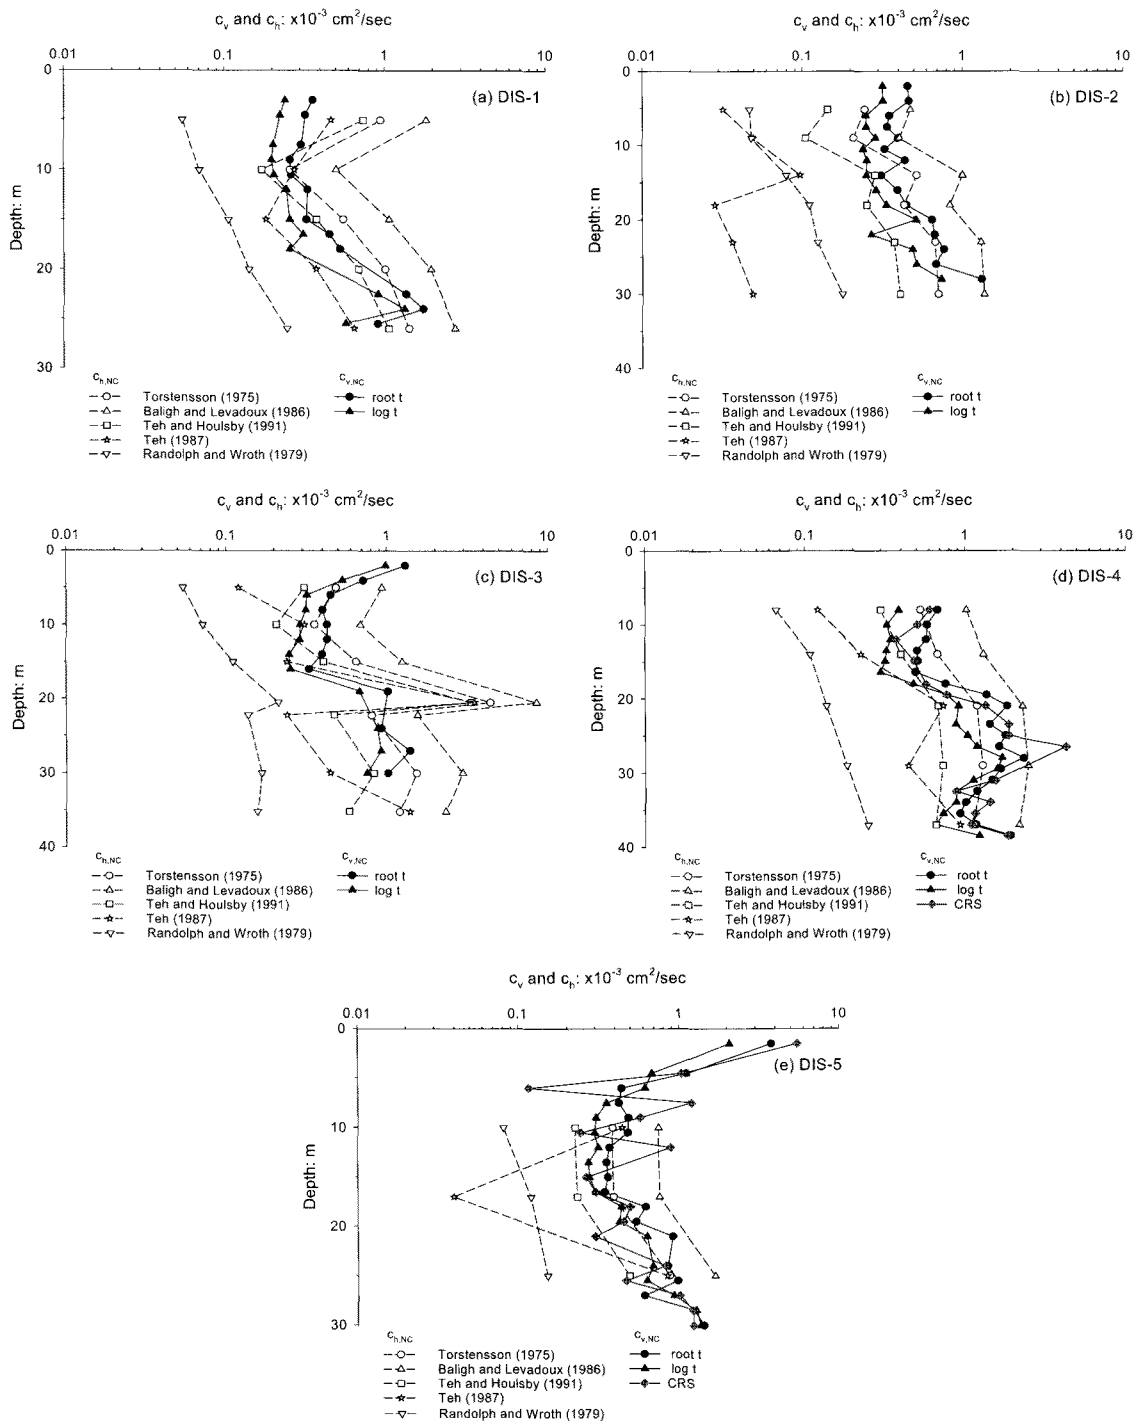 c_v and c_h: x10^-3 cm^2/sec
0.01 0.1 1 10
0
10
20
30
Depth: m
(a) DIS-1
c_h,NC c_v,NC
Torstensson (1975) root t
Baligh and Levadoux (1986) log t
Teh and Houlsby (1991)
Teh (1987)
Randolph and Wroth (1979)
c_v and c_h: x10^-3 cm^2/sec
0.01 0.1 1 10
0
10
20
30
40
Depth: m
(b) DIS-2
c_h,NC c_v,NC
Torstensson (1975) root t
Baligh and Levadoux (1986) log t
Teh and Houlsby (1991)
Teh (1987)
Randolph and Wroth (1979)
c_v and c_h: x10^-3 cm^2/sec
0.01 0.1 1 10
0
10
20
30
40
Depth: m
(c) DIS-3
c_h,NC c_v,NC
Torstensson (1975) root t
Baligh and Levadoux (1986) log t
Teh and Houlsby (1991)
Teh (1987)
Randolph and Wroth (1979)
c_v and c_h: x10^-3 cm^2/sec
0.01 0.1 1 10
0
10
20
30
40
Depth: m
(d) DIS-4
c_h,NC c_v,NC
Torstensson (1975) root t
Baligh and Levadoux (1986) log t
Teh and Houlsby (1991) CRS
Teh (1987)
Randolph and Wroth (1979)
c_v and c_h: x10^-3 cm^2/sec
0.01 0.1 1 10
0
10
20
30
Depth: m
(e) DIS-5
c_h,NC c_v,NC
Torstensson (1975) root t
Baligh and Levadoux (1986) log t
Teh and Houlsby (1991) CRS
Teh (1987)
Randolph and Wroth (1979)